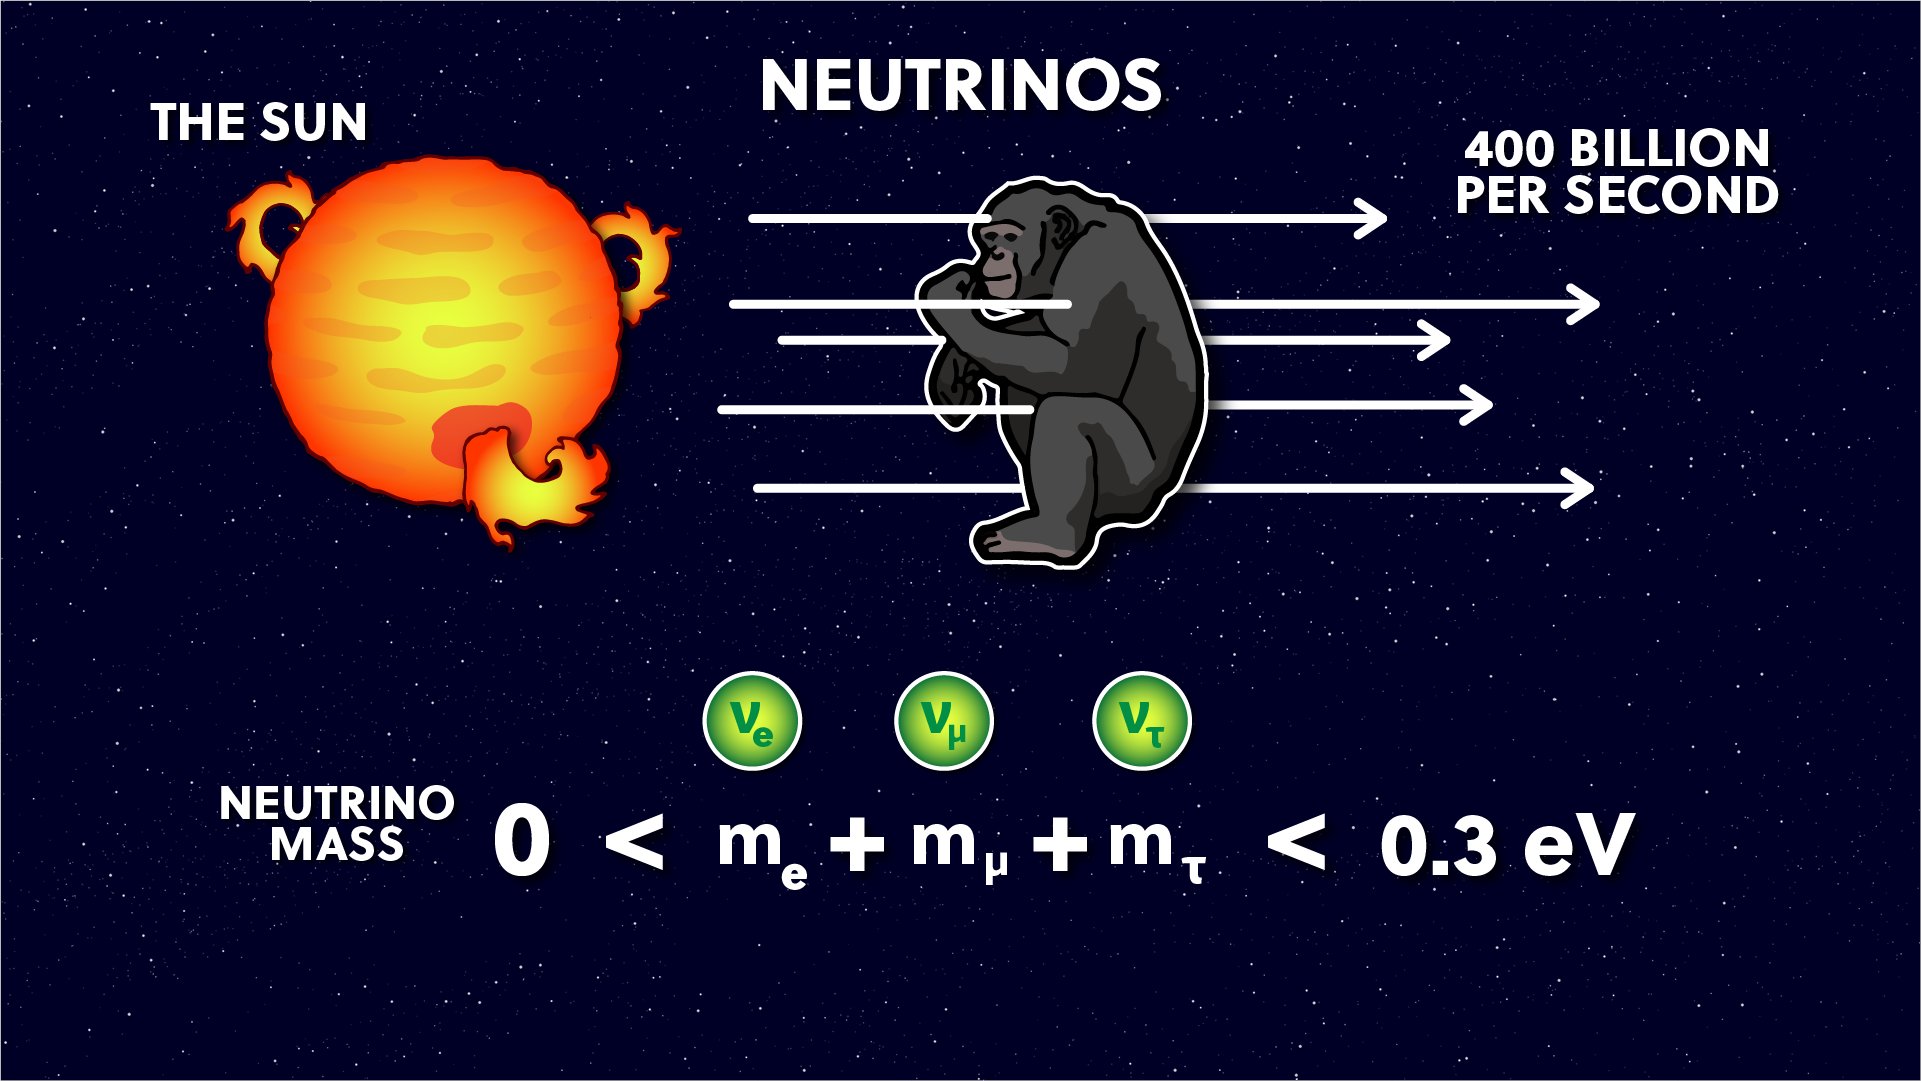 NEUTRINOS
THE SUN
400 BILLION
PER SECOND
νe νμ ντ
NEUTRINO
MASS
0 < me + mμ + mτ < 0.3 eV